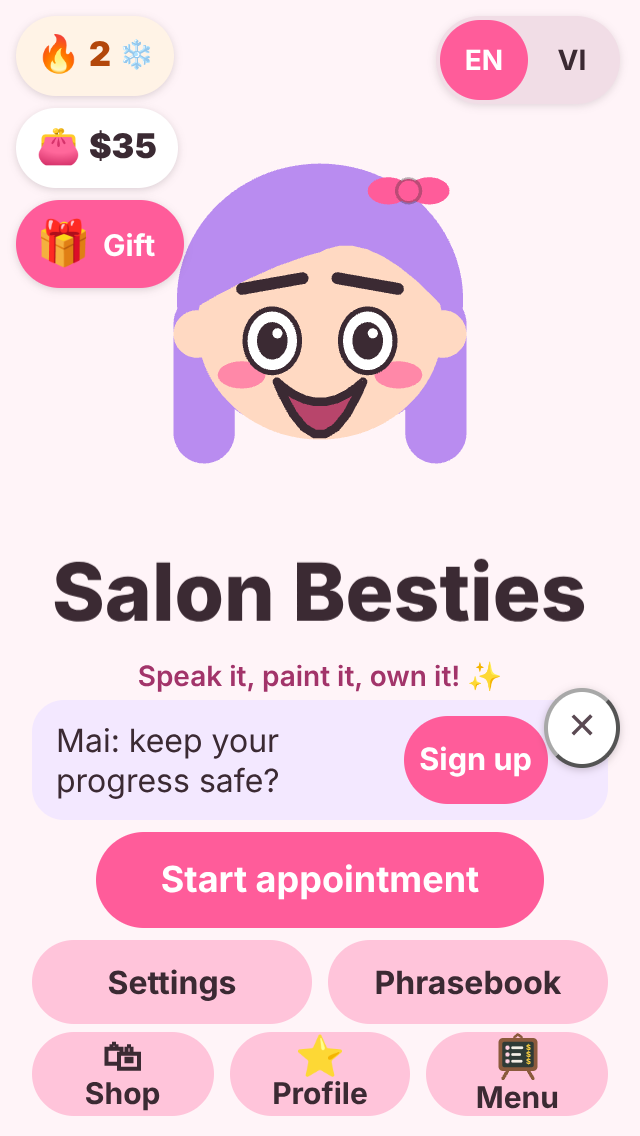 2
EN VI
$35
Gift
Salon Besties
Speak it, paint it, own it!
Mai: keep your
progress safe?
Sign up
×
Start appointment
Settings
Phrasebook
Shop
Profile
Menu